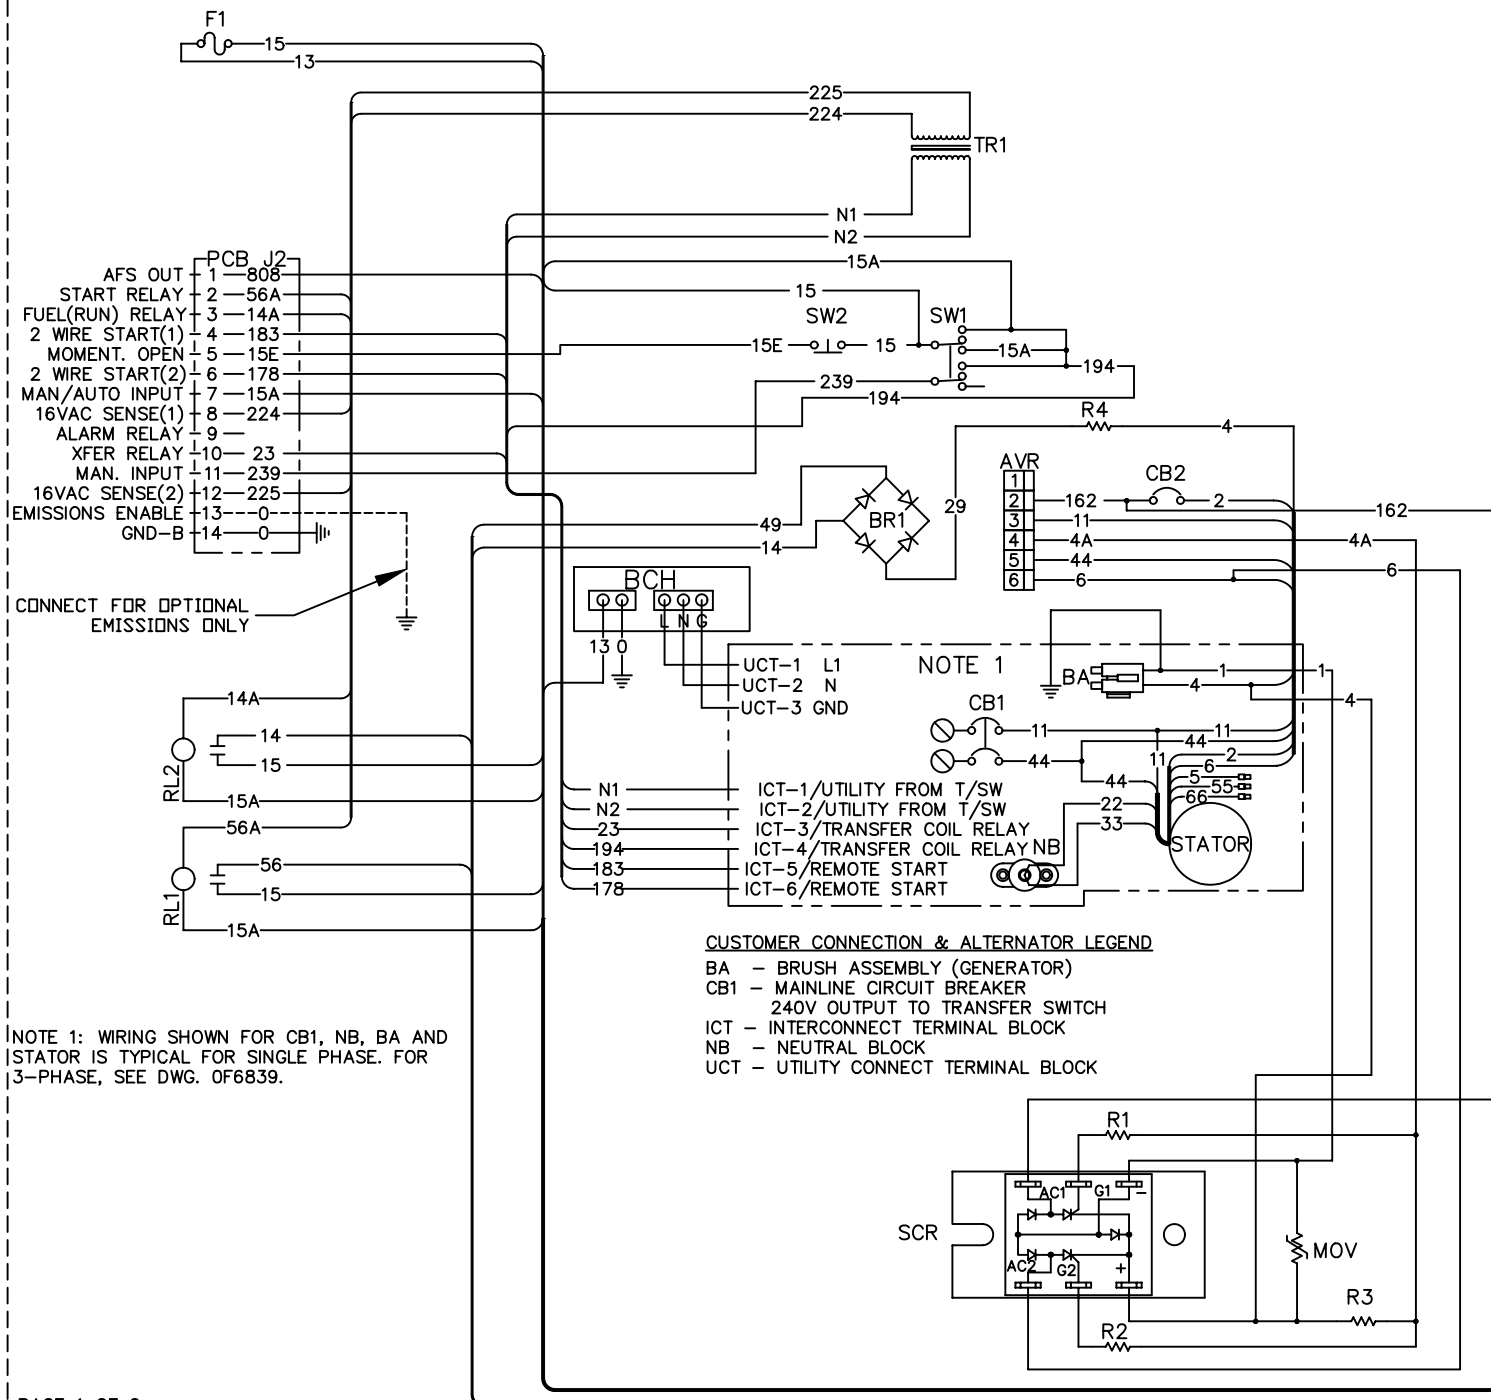 F1
15
13
225
224
TR1
N1
N2
15A
15
PCB J2
AFS OUT 1 808
START RELAY 2 56A
FUEL(RUN) RELAY 3 14A
2 WIRE START(1) 4 183
MOMENT. OPEN 5 15E
2 WIRE START(2) 6 178
MAN/AUTO INPUT 7 15A
16VAC SENSE(1) 8 224
ALARM RELAY 9
XFER RELAY 10 23
MAN. INPUT 11 239
16VAC SENSE(2) 12 225
EMISSIONS ENABLE 13 0
GND-B 14 0
SW2
SW1
15E
15
15A
194
239
194
R4
4
AVR
1
2 162
3 11
4 4A
5 44
6 6
CB2
2
162
4A
6
29
BR1
49
14
CONNECT FOR OPTIONAL
EMISSIONS ONLY
BCH
L N G
13 0
UCT-1 L1
UCT-2 N
UCT-3 GND
NOTE 1
BA
1
1
4
4
CB1
11
11
44
44
11
2
6
44
5
55
66
22
33
STATOR
NB
14A
14
15
RL2
15A
56A
56
15
RL1
15A
N1 ICT-1/UTILITY FROM T/SW
N2 ICT-2/UTILITY FROM T/SW
23 ICT-3/TRANSFER COIL RELAY
194 ICT-4/TRANSFER COIL RELAY
183 ICT-5/REMOTE START
178 ICT-6/REMOTE START
CUSTOMER CONNECTION & ALTERNATOR LEGEND
BA - BRUSH ASSEMBLY (GENERATOR)
CB1 - MAINLINE CIRCUIT BREAKER
240V OUTPUT TO TRANSFER SWITCH
ICT - INTERCONNECT TERMINAL BLOCK
NB - NEUTRAL BLOCK
UCT - UTILITY CONNECT TERMINAL BLOCK
NOTE 1: WIRING SHOWN FOR CB1, NB, BA AND
STATOR IS TYPICAL FOR SINGLE PHASE. FOR
3-PHASE, SEE DWG. 0F6839.
R1
AC1
G1
-
SCR
AC2
G2
+
MOV
R3
R2